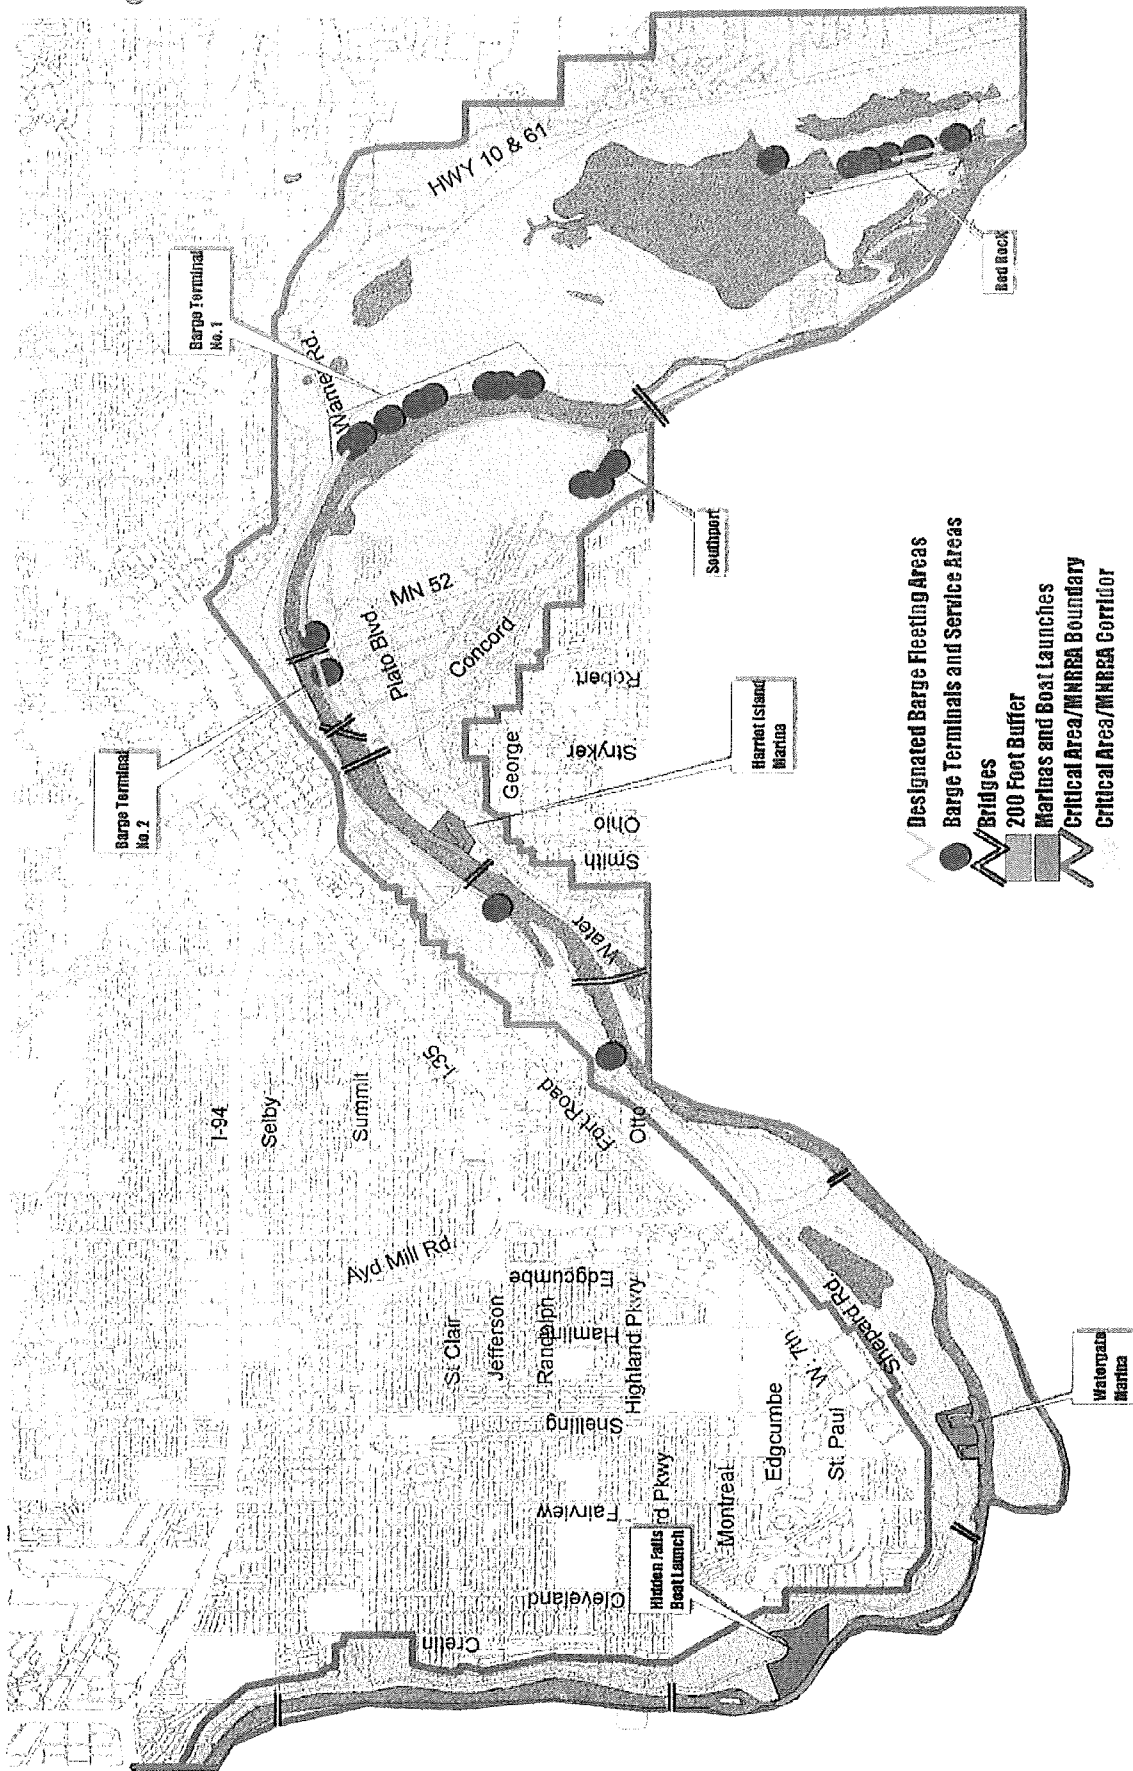 HWY 10 & 61
Barge Terminal
No. 1
Warner Rd.
Red Rock
Southport
MN 52
Plato Blvd
Concord
Barge Terminal
No. 2
Robert
Stryker
George
Ohio
Smith
Harriet Island
Marina
Water
I-35
Fort Road
Otto
I-94
Selby
Summit
Ayd Mill Rd.
St. Clair
Jefferson
Randolph
Edgcumbe
Hamline
Highland Pkwy
Snelling
W. 7th
Shepard Rd.
Edgcumbe
St. Paul
Montreal
Fairview
rd Pkwy
Cleveland
Cretin
Hidden Falls
Boat Launch
Watergate
Marina
Designated Barge Fleeting Areas
Barge Terminals and Service Areas
Bridges
200 Foot Buffer
Marinas and Boat Launches
Critical Area/MNRRA Boundary
Critical Area/MNRRA Corridor